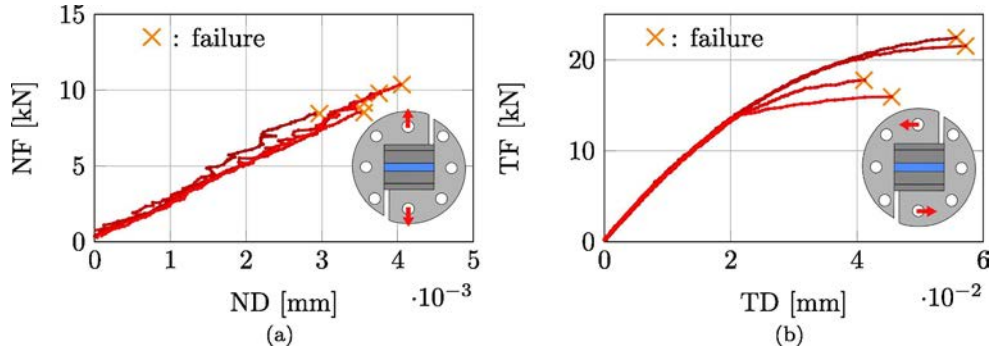 15
10
5
0
NF [kN]
× : failure
0
1
2
3
4
5
ND [mm]
·10⁻³
(a)
20
10
0
TF [kN]
× : failure
0
2
4
6
TD [mm]
·10⁻²
(b)